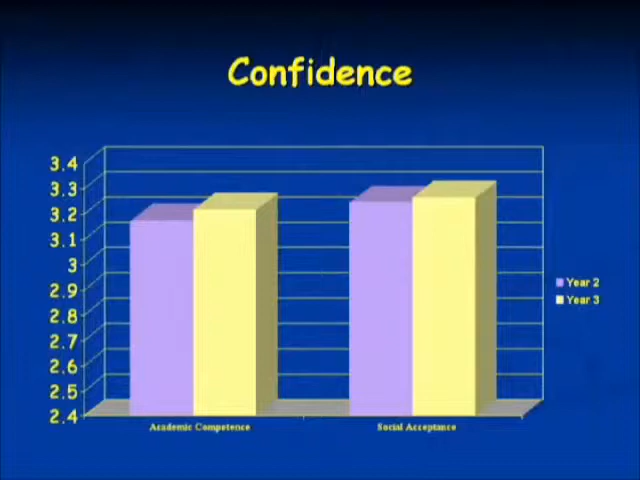 Confidence
3.4
3.3
3.2
3.1
3
2.9
2.8
2.7
2.6
2.5
2.4
Academic Competence
Social Acceptance
Year 2
Year 3